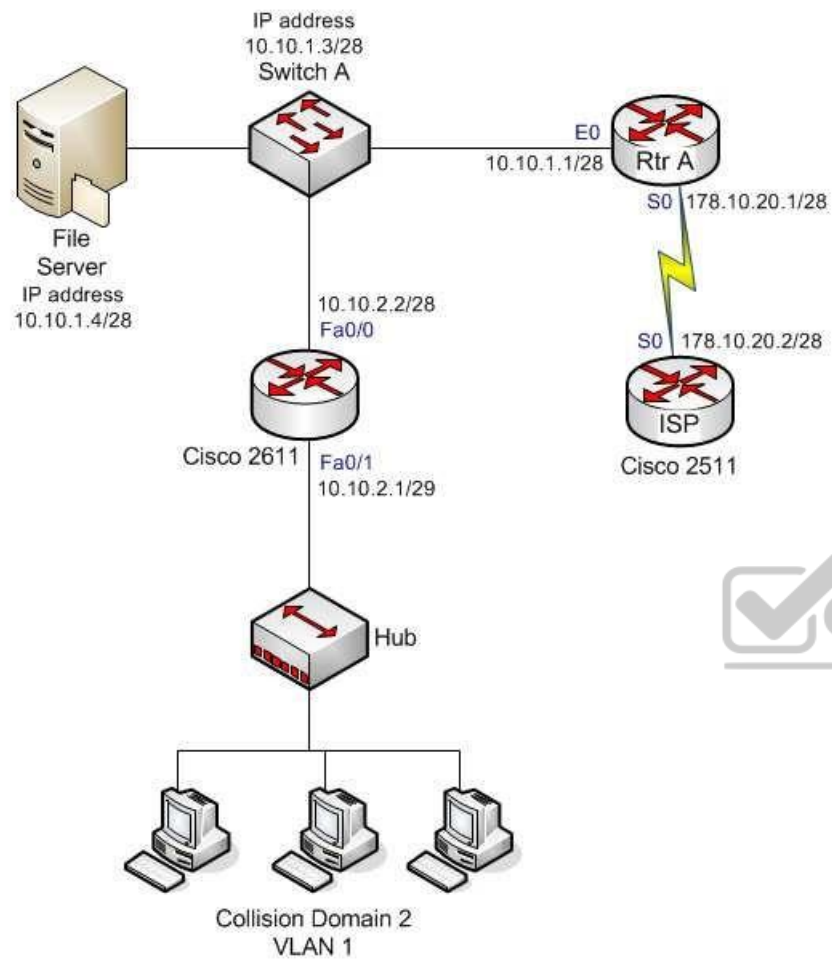 IP address
10.10.1.3/28
Switch A
E0
10.10.1.1/28
Rtr A
S0 178.10.20.1/28
File
Server
IP address
10.10.1.4/28
10.10.2.2/28
Fa0/0
S0 178.10.20.2/28
ISP
Cisco 2511
Cisco 2611
Fa0/1
10.10.2.1/29
Hub
Collision Domain 2
VLAN 1